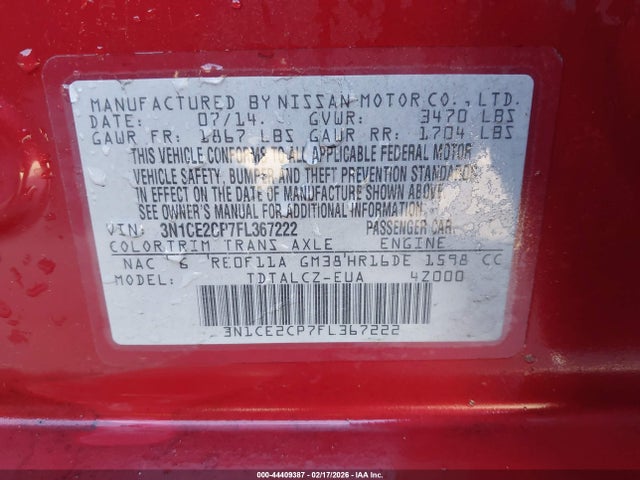 MANUFACTURED BY NISSAN MOTOR CO., LTD.
DATE: 07/14. GVWR: 3470 LBS
GAWR FR: 1867 LBS GAWR RR: 1704 LBS
THIS VEHICLE CONFORMS TO ALL APPLICABLE FEDERAL MOTOR
VEHICLE SAFETY, BUMPER AND THEFT PREVENTION STANDARDS
IN EFFECT ON THE DATE OF MANUFACTURE SHOWN ABOVE.
SEE OWNER'S MANUAL FOR ADDITIONAL INFORMATION.
VIN: 3N1CE2CP7FL367222 PASSENGER CAR
COLOR TRIM TRANS AXLE ENGINE
NAC G RE0F11A GM38 HR16DE 1598 CC
MODEL: TDTALCZ-EUA 4Z000
3N1CE2CP7FL367222
000-44409387 - 02/17/2026 - IAA Inc.